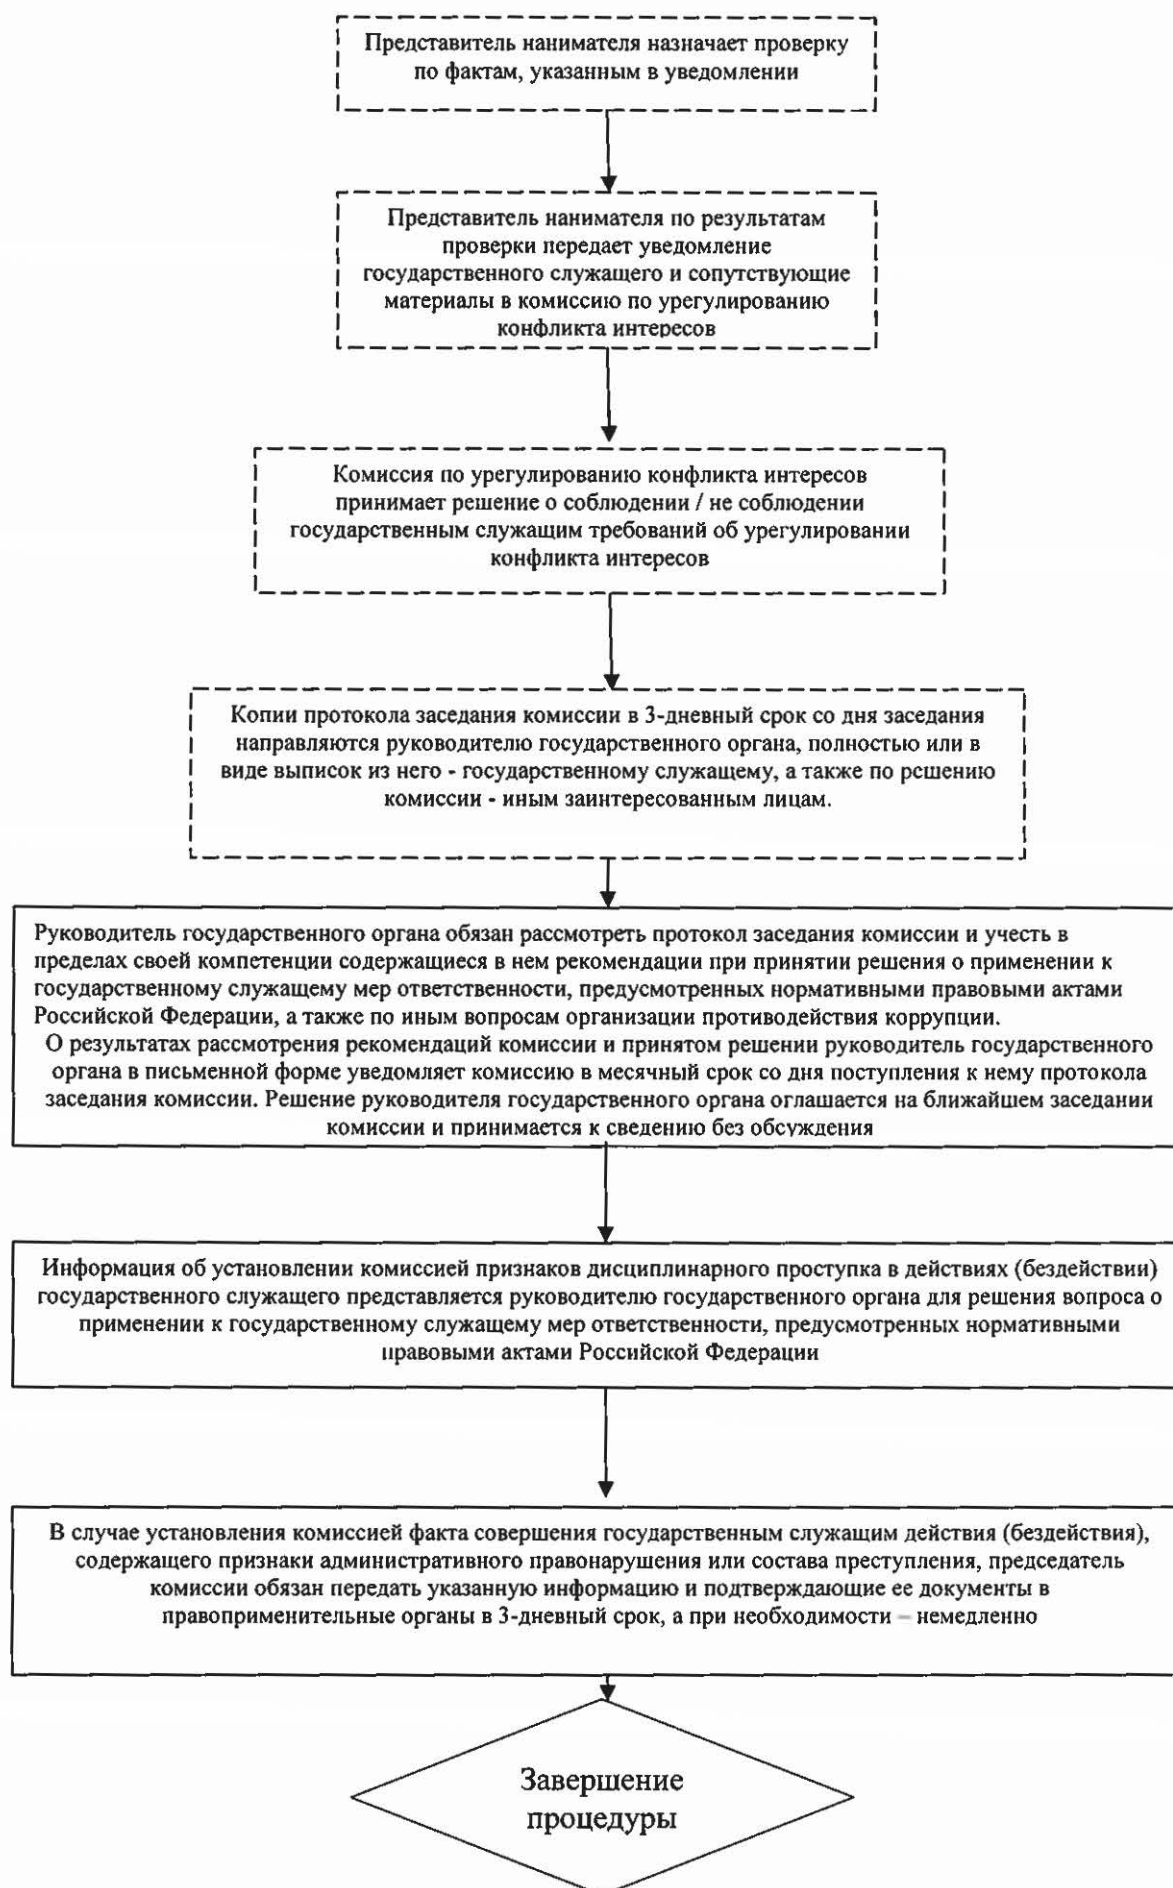 Представитель нанимателя назначает проверку
по фактам, указанным в уведомлении
Представитель нанимателя по результатам
проверки передает уведомление
государственного служащего и сопутствующие
материалы в комиссию по урегулированию
конфликта интересов
Комиссия по урегулированию конфликта интересов
принимает решение о соблюдении / не соблюдении
государственным служащим требований об урегулировании
конфликта интересов
Копии протокола заседания комиссии в 3-дневный срок со дня заседания
направляются руководителю государственного органа, полностью или в
виде выписок из него - государственному служащему, а также по решению
комиссии - иным заинтересованным лицам.
Руководитель государственного органа обязан рассмотреть протокол заседания комиссии и учесть в
пределах своей компетенции содержащиеся в нем рекомендации при принятии решения о применении к
государственному служащему мер ответственности, предусмотренных нормативными правовыми актами
Российской Федерации, а также по иным вопросам организации противодействия коррупции.
О результатах рассмотрения рекомендаций комиссии и принятом решении руководитель государственного
органа в письменной форме уведомляет комиссию в месячный срок со дня поступления к нему протокола
заседания комиссии. Решение руководителя государственного органа оглашается на ближайшем заседании
комиссии и принимается к сведению без обсуждения
Информация об установлении комиссией признаков дисциплинарного проступка в действиях (бездействии)
государственного служащего представляется руководителю государственного органа для решения вопроса о
применении к государственному служащему мер ответственности, предусмотренных нормативными
правовыми актами Российской Федерации
В случае установления комиссией факта совершения государственным служащим действия (бездействия),
содержащего признаки административного правонарушения или состава преступления, председатель
комиссии обязан передать указанную информацию и подтверждающие ее документы в
правоприменительные органы в 3-дневный срок, а при необходимости – немедленно
Завершение
процедуры